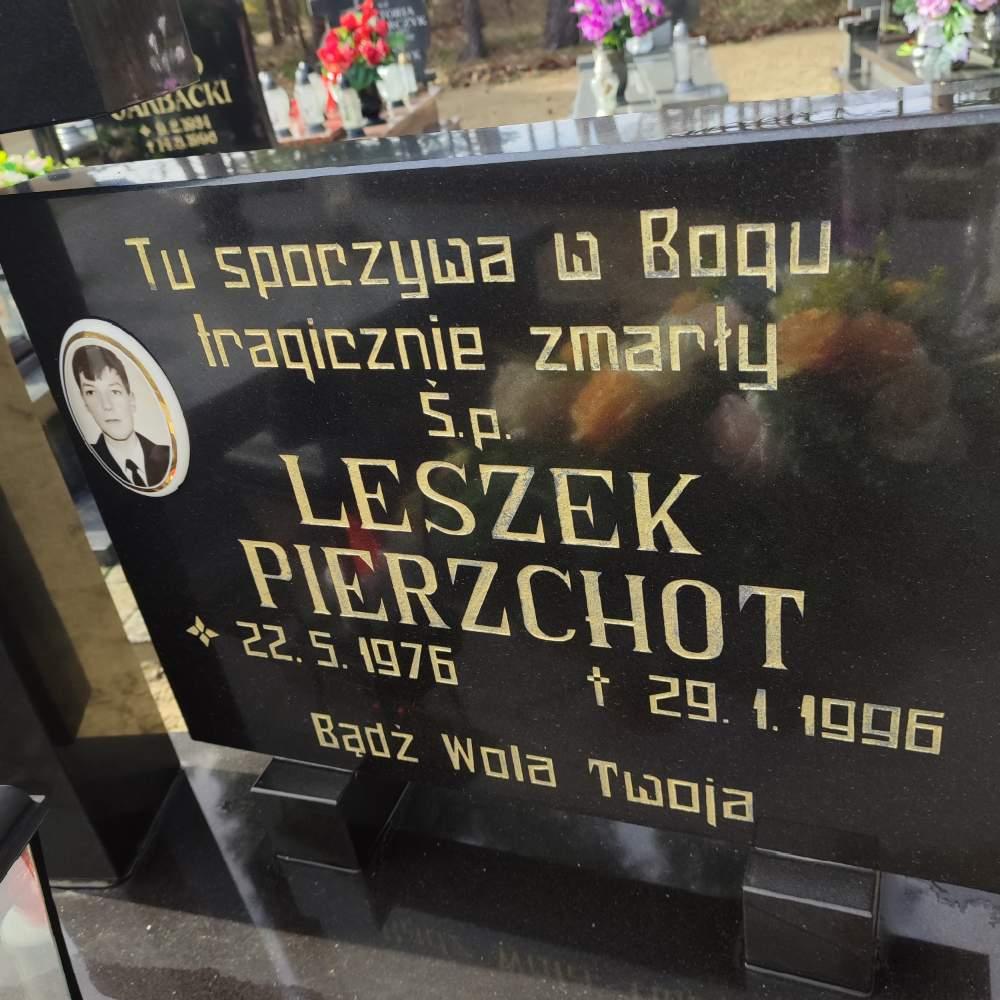 Tu spoczywa w Bogu
tragicznie zmarły
Ś.p.
LESZEK
PIERZCHOT
22.5.1976 † 29.1.1996
Bądź Wola Twoja